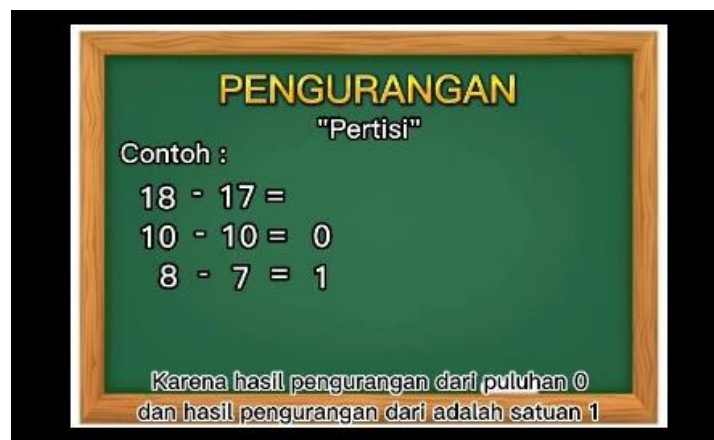 PENGURANGAN
"Pertisi"
Contoh :
18 - 17 =
10 - 10 = 0
8 - 7 = 1
Karena hasil pengurangan dari puluhan 0
dan hasil pengurangan dari adalah satuan 1